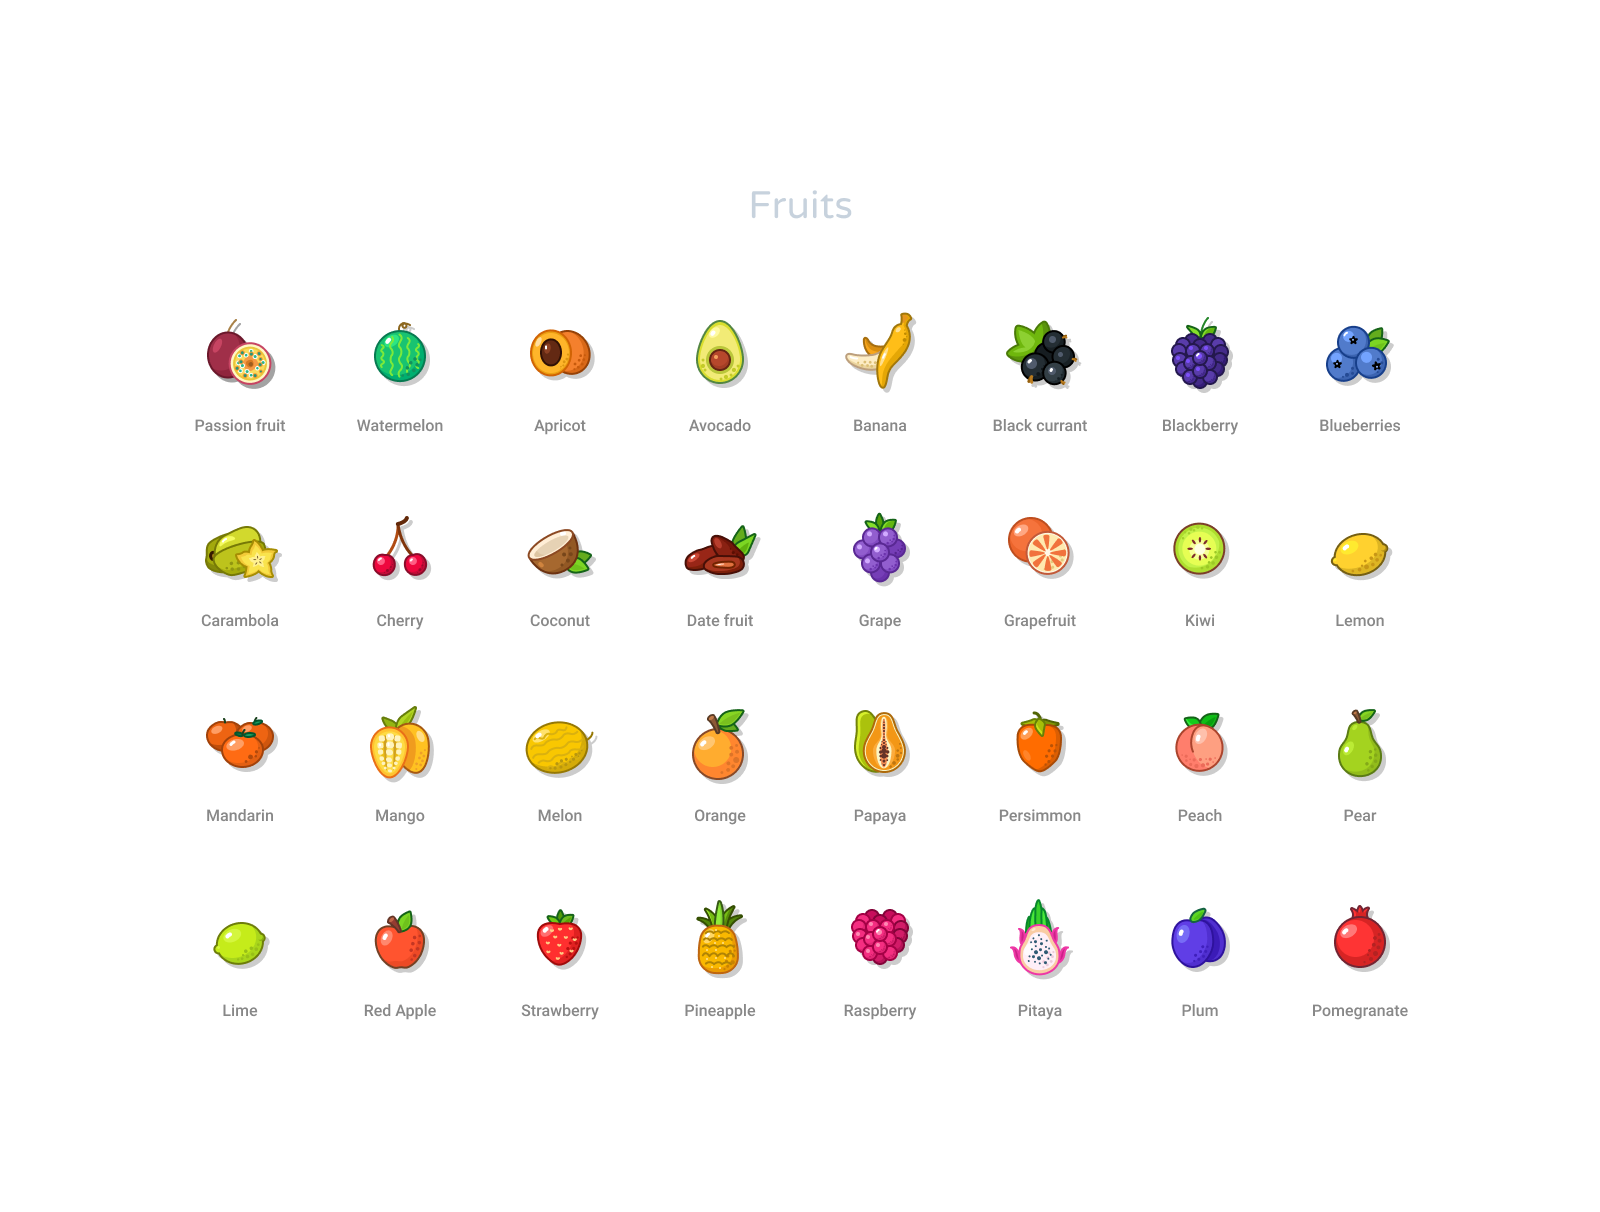 Fruits
Passion fruit
Watermelon
Apricot
Avocado
Banana
Black currant
Blackberry
Blueberries
Carambola
Cherry
Coconut
Date fruit
Grape
Grapefruit
Kiwi
Lemon
Mandarin
Mango
Melon
Orange
Papaya
Persimmon
Peach
Pear
Lime
Red Apple
Strawberry
Pineapple
Raspberry
Pitaya
Plum
Pomegranate